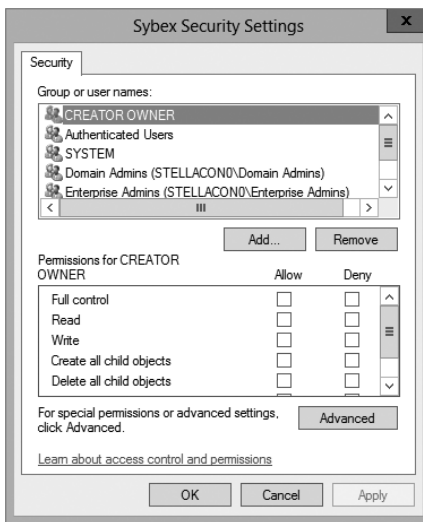 Sybex Security Settings
x
Security
Group or user names:
CREATOR OWNER
Authenticated Users
SYSTEM
Domain Admins (STELLACON0\Domain Admins)
Enterprise Admins (STELLACON0\Enterprise Admins)
Add... Remove
Permissions for CREATOR
OWNER Allow Deny
Full control
Read
Write
Create all child objects
Delete all child objects
For special permissions or advanced settings,
click Advanced. Advanced
Learn about access control and permissions
OK Cancel Apply